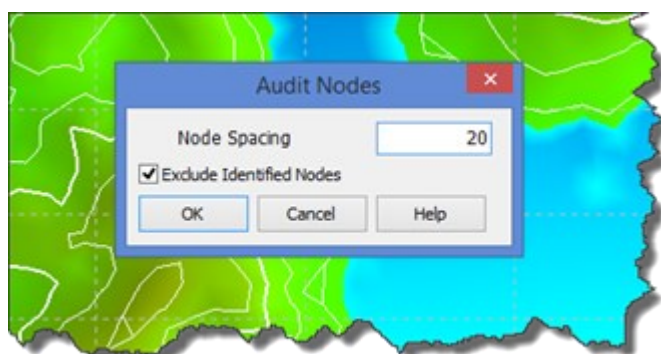 Audit Nodes
Node Spacing 20
Exclude Identified Nodes
OK Cancel Help